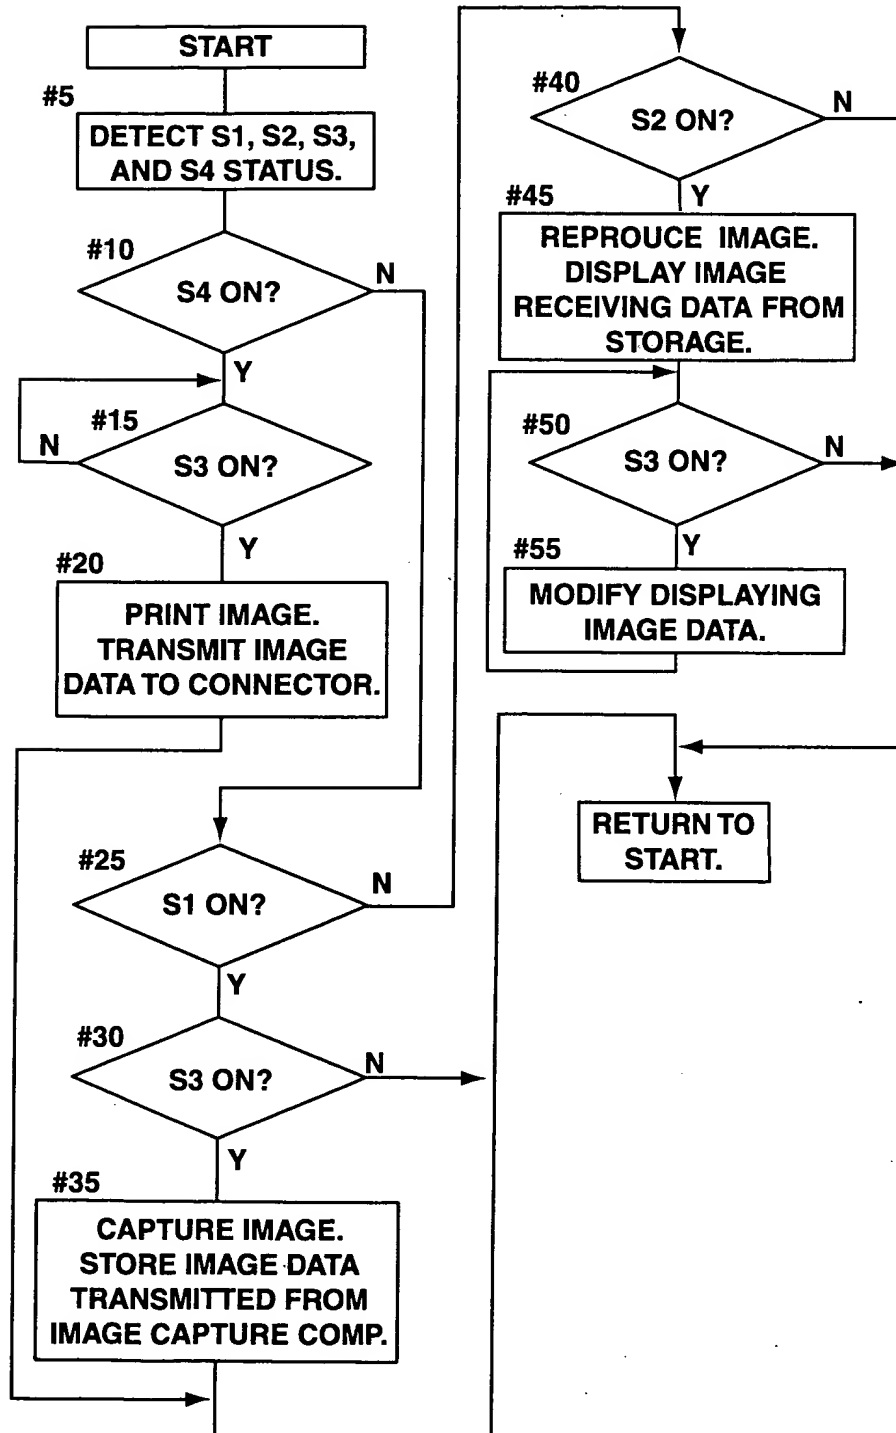 START
#5
DETECT S1, S2, S3,
AND S4 STATUS.
#10
S4 ON?
N
Y
#15
S3 ON?
N
Y
#20
PRINT IMAGE.
TRANSMIT IMAGE
DATA TO CONNECTOR.
#25
S1 ON?
N
Y
#30
S3 ON?
N
Y
#35
CAPTURE IMAGE.
STORE IMAGE DATA
TRANSMITTED FROM
IMAGE CAPTURE COMP.
#40
S2 ON?
N
Y
#45
REPROUCE IMAGE.
DISPLAY IMAGE
RECEIVING DATA FROM
STORAGE.
#50
S3 ON?
N
Y
#55
MODIFY DISPLAYING
IMAGE DATA.
RETURN TO
START.